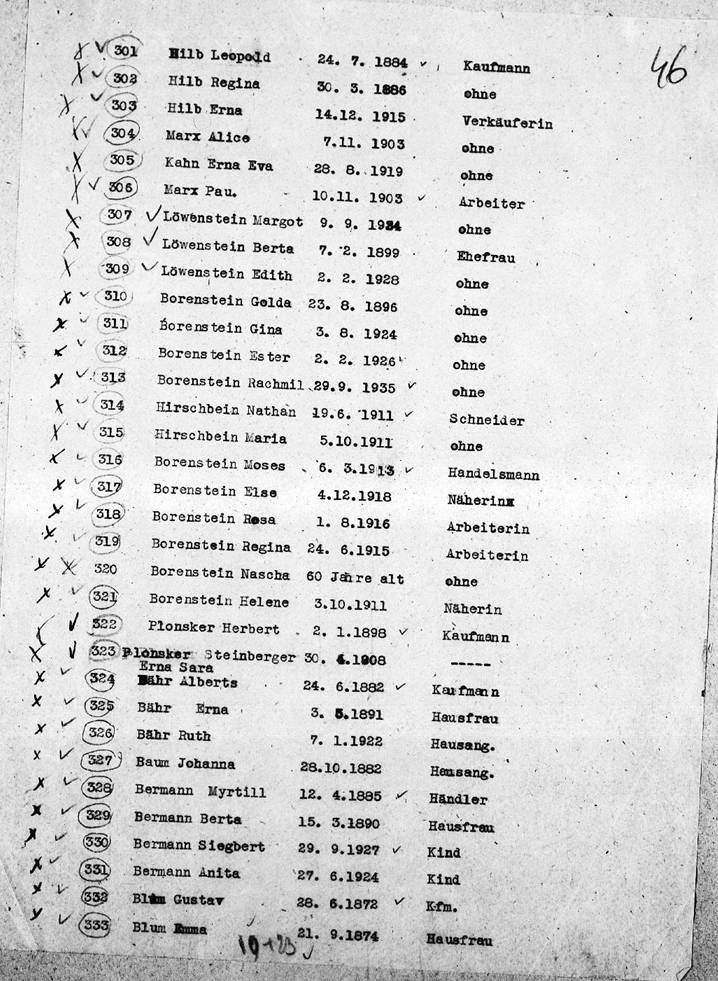 46
301 Hilb Leopold 24. 7. 1884 Kaufmann
302 Hilb Regina 30. 3. 1886 ohne
303 Hilb Erna 14.12. 1915 Verkäuferin
304 Marx Alice 7.11. 1903 ohne
305 Kahn Erna Eva 28. 8. 1919 ohne
306 Marx Pau. 10.11. 1903 Arbeiter
307 Löwenstein Margot 9. 9. 1934 ohne
308 Löwenstein Berta 7. 2. 1899 Ehefrau
309 Löwenstein Edith 2. 2. 1928 ohne
310 Borenstein Golda 23. 8. 1896 ohne
311 Borenstein Gina 3. 8. 1924 ohne
312 Borenstein Ester 2. 2. 1926 ohne
313 Borenstein Rachmil 29.9. 1935 ohne
314 Hirschbein Nathan 19.6. 1911 Schneider
315 Hirschbein Maria 5.10.1911 ohne
316 Borenstein Moses 6. 3.1913 Handelsmann
317 Borenstein Else 4.12.1918 Näherinx
318 Borenstein Rosa 1. 8.1916 Arbeiterin
319 Borenstein Regina 24. 6.1915 Arbeiterin
320 Borenstein Nascha 60 Jahre alt ohne
321 Borenstein Helene 3.10.1911 Näherin
322 Plonsker Herbert 2. 1.1898 Kaufmann
323 Plonsker Steinberger 30. 4.1908 -----
Erna Sara
324 Bähr Alberts 24. 6.1882 Kaufmann
325 Bähr Erna 3. 5.1891 Hausfrau
326 Bähr Ruth 7. 1.1922 Hausang.
327 Baum Johanna 28.10.1882 Hausang.
328 Bermann Myrtill 12. 4.1885 Händler
329 Bermann Berta 15. 3.1890 Hausfrau
330 Bermann Siegbert 29. 9.1927 Kind
331 Bermann Anita 27. 6.1924 Kind
332 Blum Gustav 28. 6.1872 Kfm.
333 Blum Emma 21. 9.1874 Hausfrau